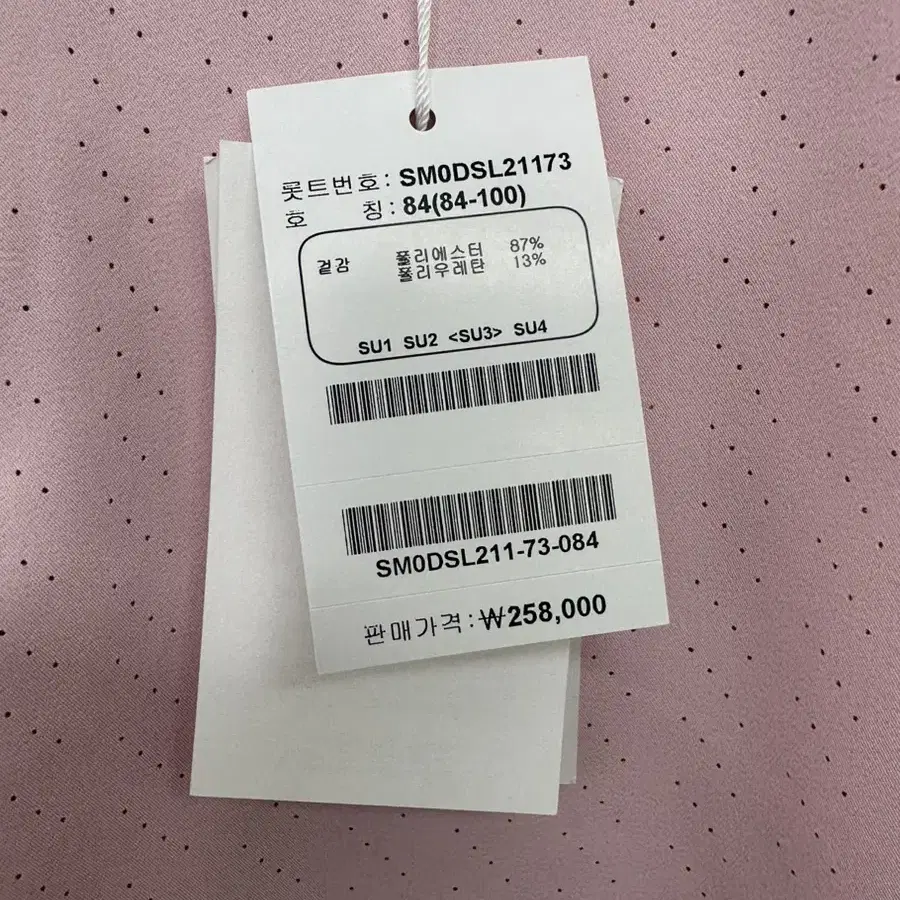 롯트번호: SM0DSL21173
호 칭: 84(84-100)
겉감 폴리에스터 87%
폴리우레탄 13%
SU1 SU2 <SU3> SU4
SM0DSL211-73-084
판매가격:₩258,000